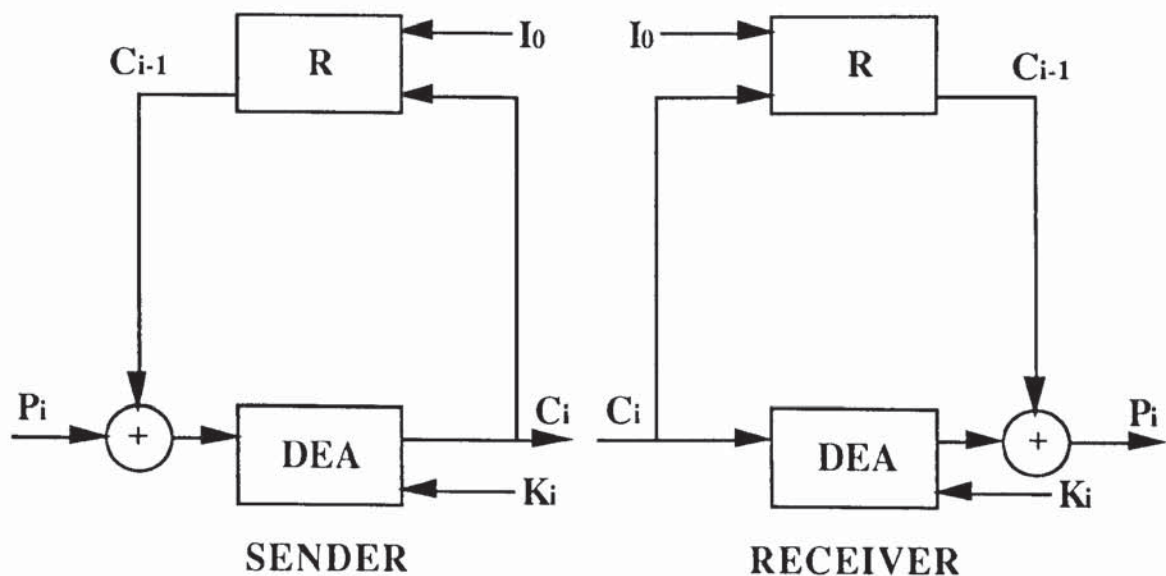 R
I0
I0
R
Ci-1
Ci-1
Pi
+
DEA
Ci
Ki
Ci
DEA
+
Pi
Ki
SENDER
RECEIVER